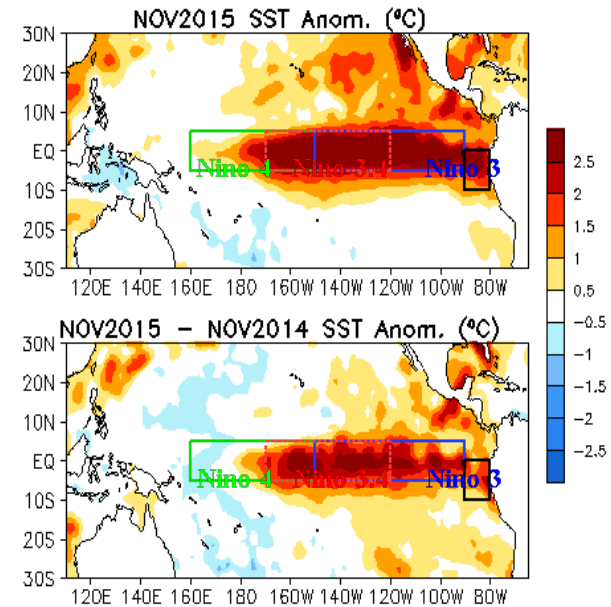 NOV2015 SST Anom. (ºC)
30N
20N
10N
EQ
10S
20S
30S
Nino 4
Nino 3.4
Nino 3
120E 140E 160E 180 160W 140W 120W 100W 80W
NOV2015 – NOV2014 SST Anom. (ºC)
30N
20N
10N
EQ
10S
20S
30S
Nino 4
Nino 3.4
Nino 3
120E 140E 160E 180 160W 140W 120W 100W 80W
2.5
2
1.5
1
0.5
−0.5
−1
−1.5
−2
−2.5